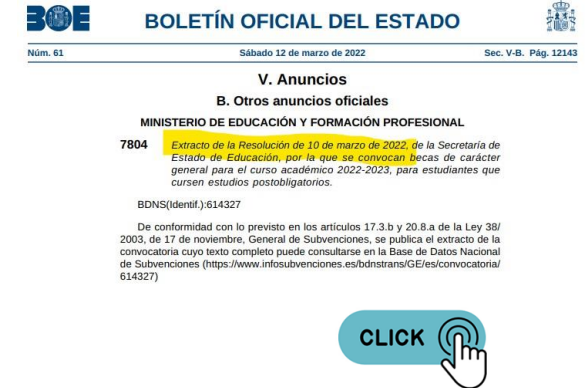 BOE
BOLETÍN OFICIAL DEL ESTADO
Núm. 61
Sábado 12 de marzo de 2022
Sec. V-B. Pág. 12143
V. Anuncios
B. Otros anuncios oficiales
MINISTERIO DE EDUCACIÓN Y FORMACIÓN PROFESIONAL
7804
Extracto de la Resolución de 10 de marzo de 2022, de la Secretaría de
Estado de Educación, por la que se convocan becas de carácter
general para el curso académico 2022-2023, para estudiantes que
cursen estudios postobligatorios.
BDNS(Identif.):614327
De conformidad con lo previsto en los artículos 17.3.b y 20.8.a de la Ley 38/
2003, de 17 de noviembre, General de Subvenciones, se publica el extracto de la
convocatoria cuyo texto completo puede consultarse en la Base de Datos Nacional
de Subvenciones (https://www.infosubvenciones.es/bdnstrans/GE/es/convocatoria/
614327)
CLICK